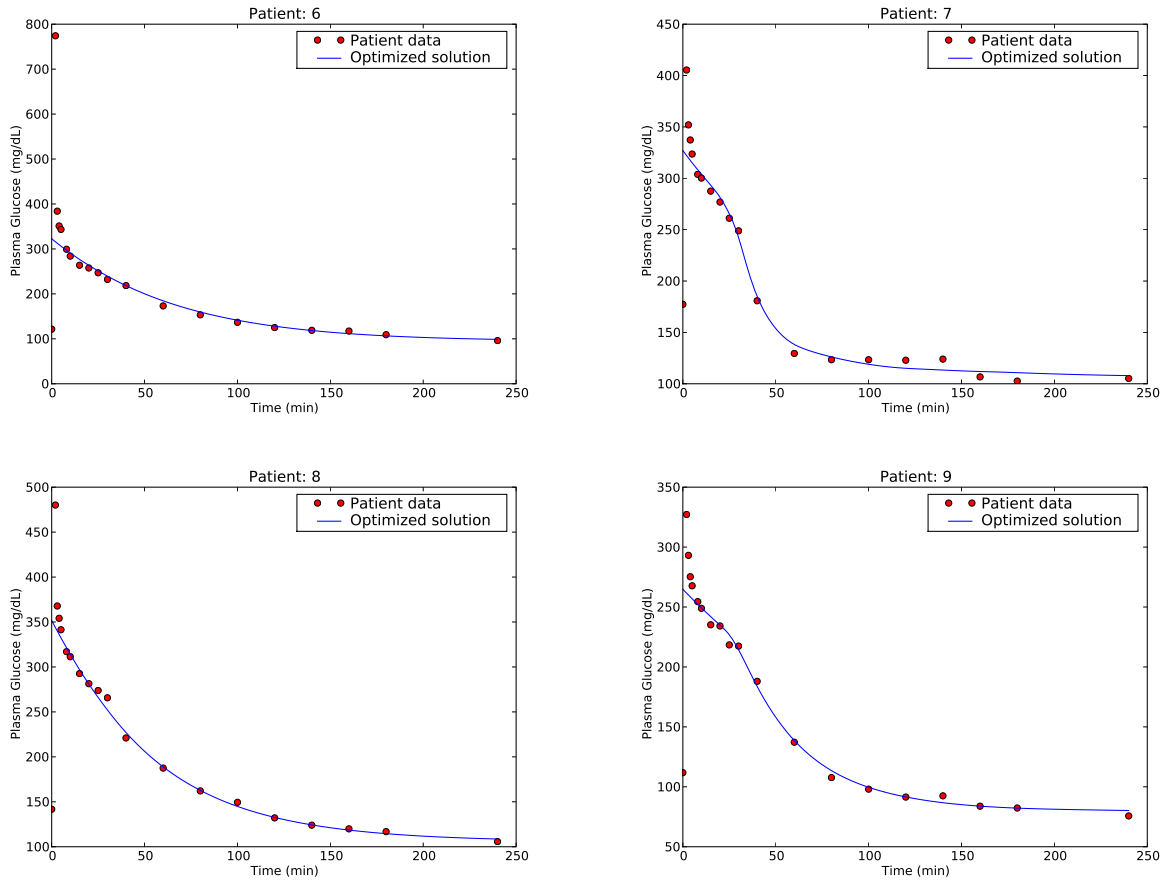 Patient: 6
Plasma Glucose (mg/dL)
800
700
600
500
400
300
200
100
0
Patient data
Optimized solution
0 50 100 150 200 250
Time (min)
Patient: 7
Plasma Glucose (mg/dL)
450
400
350
300
250
200
150
100
Patient data
Optimized solution
0 50 100 150 200 250
Time (min)
Patient: 8
Plasma Glucose (mg/dL)
500
450
400
350
300
250
200
150
100
Patient data
Optimized solution
0 50 100 150 200 250
Time (min)
Patient: 9
Plasma Glucose (mg/dL)
350
300
250
200
150
100
50
Patient data
Optimized solution
0 50 100 150 200 250
Time (min)